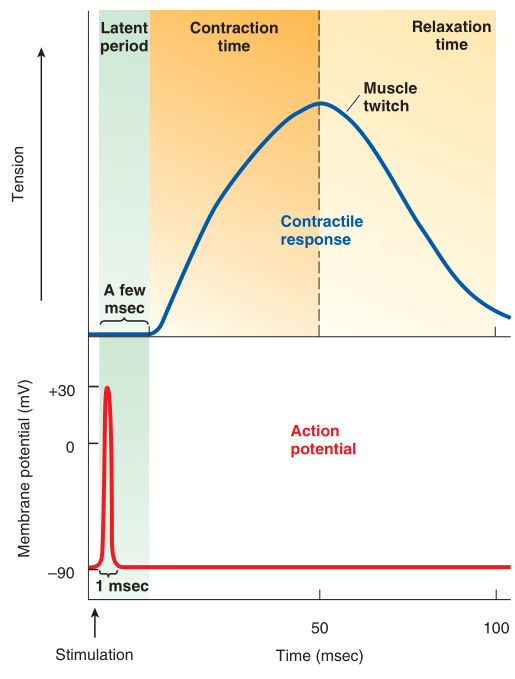 Latent
period
Contraction
time
Relaxation
time
Muscle
twitch
Tension
Contractile
response
A few
msec
Membrane potential (mV)
+30
0
–90
Action
potential
1 msec
50
100
Stimulation
Time (msec)